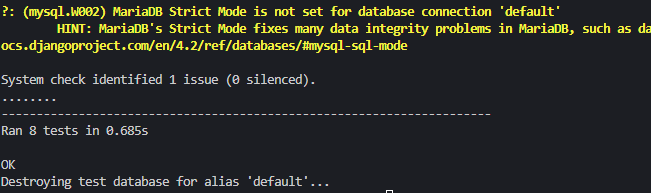 ?: (mysql.W002) MariaDB Strict Mode is not set for database connection 'default'
HINT: MariaDB's Strict Mode fixes many data integrity problems in MariaDB, such as da
ocs.djangoproject.com/en/4.2/ref/databases/#mysql-sql-mode
System check identified 1 issue (0 silenced).
........
----------------------------------------------------------------------
Ran 8 tests in 0.685s
OK
Destroying test database for alias 'default'...